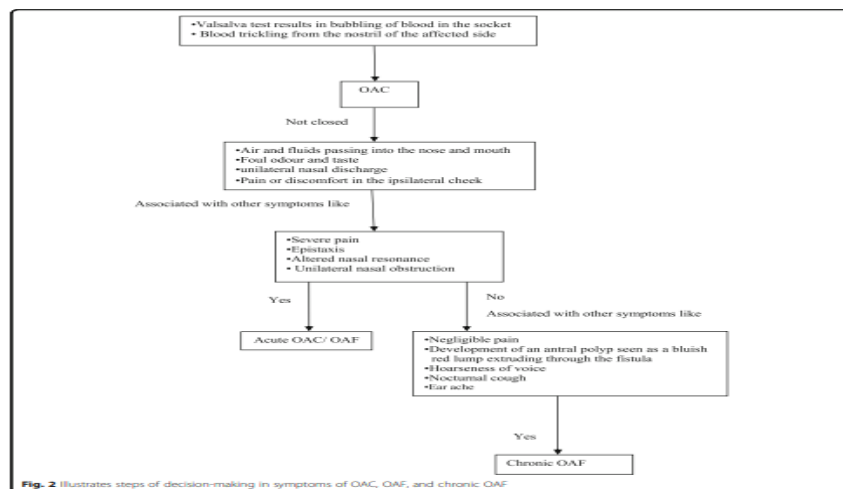 •Valsalva test results in bubbling of blood in the socket
• Blood trickling from the nostril of the affected side
OAC
Not closed
•Air and fluids passing into the nose and mouth
•Foul odour and taste
•unilateral nasal discharge
•Pain or discomfort in the ipsilateral cheek
Associated with other symptoms like
•Severe pain
•Epistaxis
•Altered nasal resonance
• Unilateral nasal obstruction
Yes
No
Associated with other symptoms like
Acute OAC/ OAF
•Negligible pain
•Development of an antral polyp seen as a bluish
red lump extruding through the fistula
•Hoarseness of voice
•Nocturnal cough
•Ear ache
Yes
Chronic OAF
Fig. 2 Illustrates steps of decision-making in symptoms of OAC, OAF, and chronic OAF